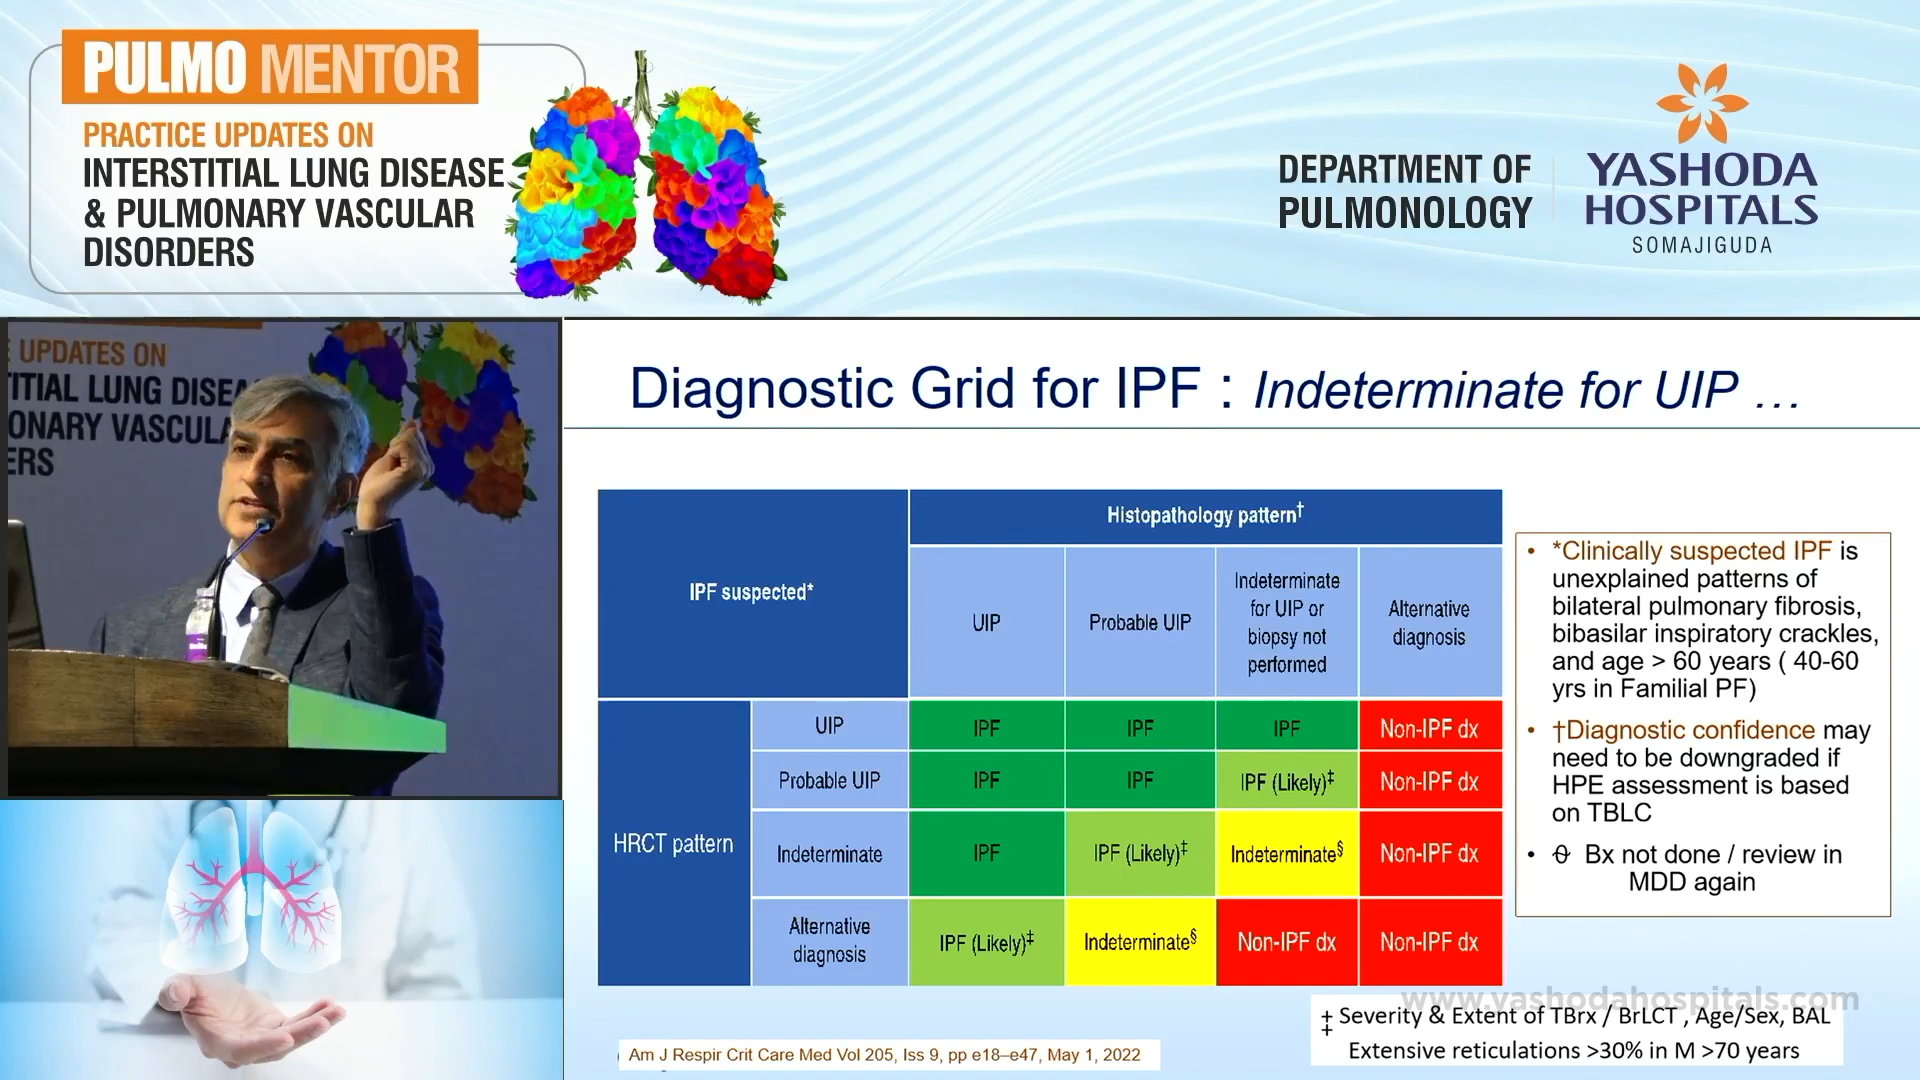 PULMO MENTOR
PRACTICE UPDATES ON
INTERSTITIAL LUNG DISEASE
& PULMONARY VASCULAR
DISORDERS
DEPARTMENT OF
PULMONOLOGY
YASHODA
HOSPITALS
SOMAJIGUDA
UPDATES ON
TITIAL LUNG DISEA
ONARY VASCULA
ERS
Diagnostic Grid for IPF : Indeterminate for UIP …
IPF suspected*
Histopathology pattern†
UIP
Probable UIP
Indeterminate
for UIP or
biopsy not
performed
Alternative
diagnosis
HRCT pattern
UIP
IPF
IPF
IPF
Non-IPF dx
Probable UIP
IPF
IPF
IPF (Likely)‡
Non-IPF dx
Indeterminate
IPF
IPF (Likely)‡
Indeterminate§
Non-IPF dx
Alternative
diagnosis
IPF (Likely)‡
Indeterminate§
Non-IPF dx
Non-IPF dx
• *Clinically suspected IPF is
unexplained patterns of
bilateral pulmonary fibrosis,
bibasilar inspiratory crackles,
and age > 60 years ( 40-60
yrs in Familial PF)
• †Diagnostic confidence may
need to be downgraded if
HPE assessment is based
on TBLC
• ϑ Bx not done / review in
MDD again
www.yashodahospitals.com
‡ Severity & Extent of TBrx / BrLCT , Age/Sex, BAL
Extensive reticulations >30% in M >70 years
Am J Respir Crit Care Med Vol 205, Iss 9, pp e18–e47, May 1, 2022